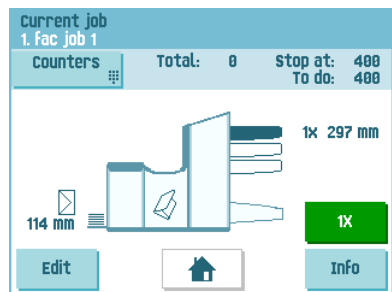 Current job
1. Fac job 1
Counters Total: 0 Stop at: 400
To do: 400
1x 297 mm
114 mm
1X
Edit Info